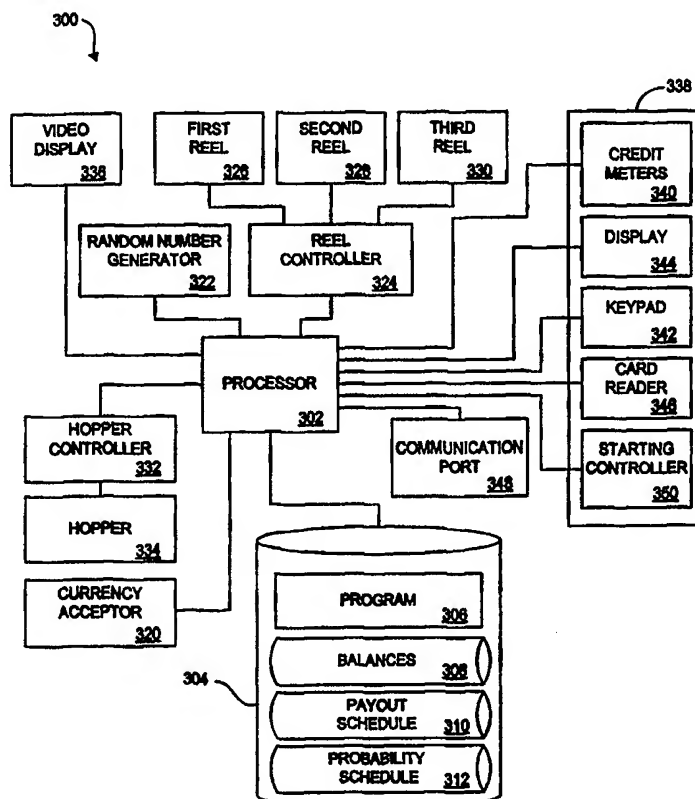 300
338
VIDEO
DISPLAY
336
FIRST
REEL
326
SECOND
REEL
328
THIRD
REEL
330
CREDIT
METERS
340
RANDOM NUMBER
GENERATOR
322
REEL
CONTROLLER
324
DISPLAY
344
KEYPAD
342
PROCESSOR
302
CARD
READER
346
HOPPER
CONTROLLER
332
COMMUNICATION
PORT
348
STARTING
CONTROLLER
350
HOPPER
334
CURRENCY
ACCEPTOR
320
PROGRAM
306
304
BALANCES
308
PAYOUT
SCHEDULE
310
PROBABILITY
SCHEDULE
312